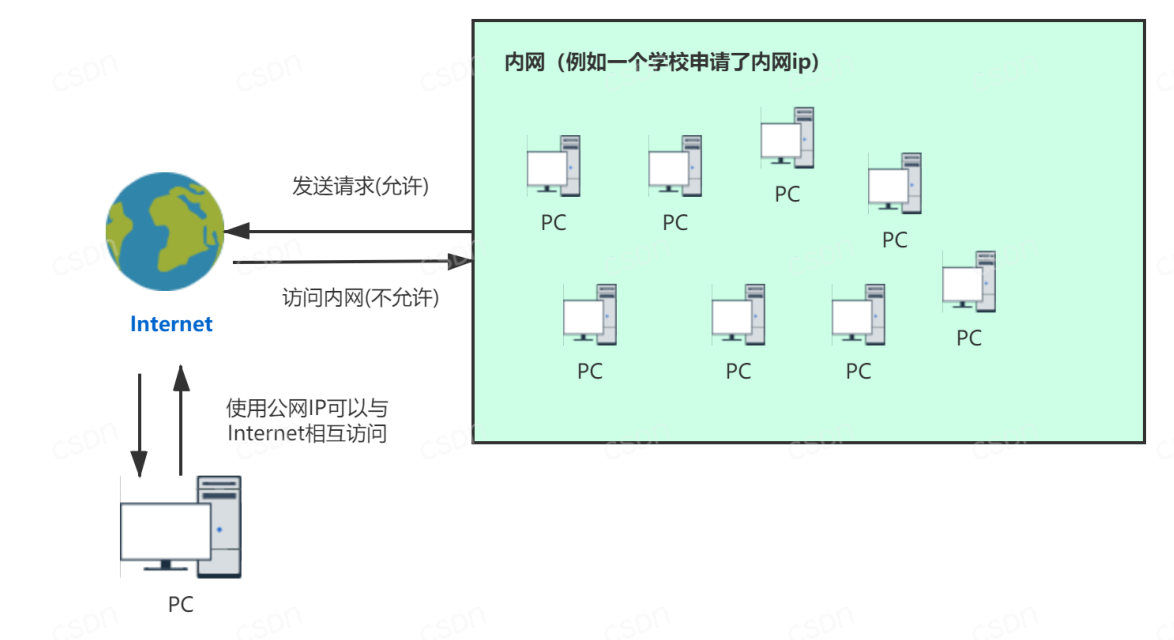 内网（例如一个学校申请了内网ip)
PC
PC
PC
PC
发送请求(允许)
访问内网(不允许)
Internet
PC
PC
PC
PC
使用公网IP可以与
Internet相互访问
PC
CSDN